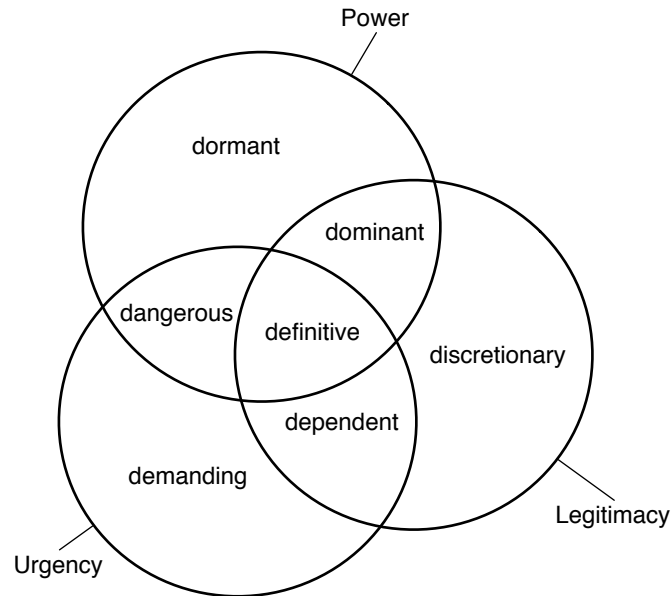 Power
dormant
dominant
dangerous
definitive
discretionary
dependent
demanding
Legitimacy
Urgency